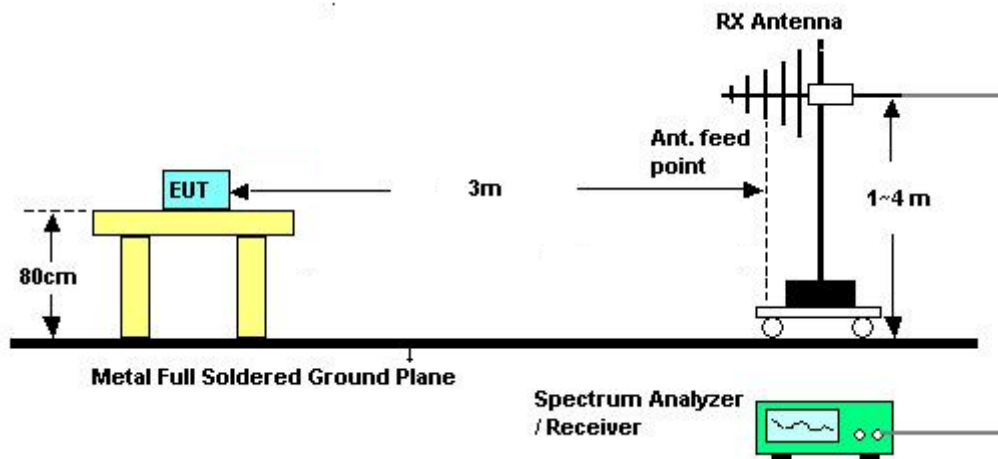 RX Antenna
Ant. feed
point
EUT
3m
1~4 m
80cm
Metal Full Soldered Ground Plane
Spectrum Analyzer
/ Receiver